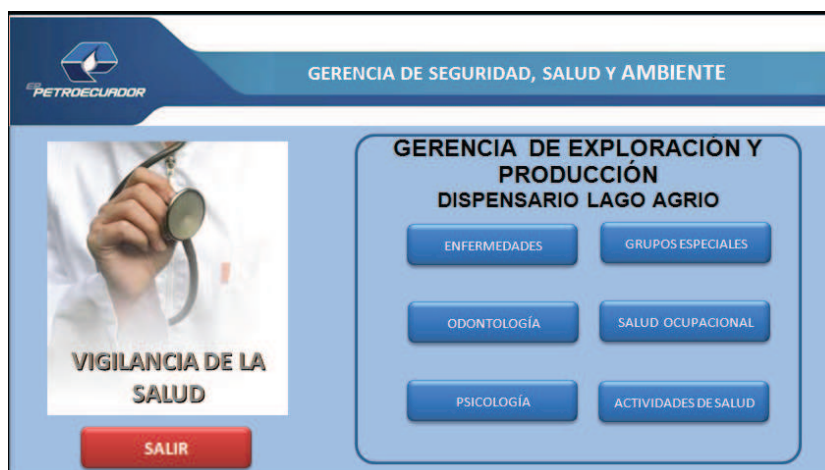 EP
PETROECUADOR
GERENCIA DE SEGURIDAD, SALUD Y AMBIENTE
GERENCIA DE EXPLORACIÓN Y
PRODUCCIÓN
DISPENSARIO LAGO AGRIO
ENFERMEDADES
GRUPOS ESPECIALES
ODONTOLOGÍA
SALUD OCUPACIONAL
PSICOLOGÍA
ACTIVIDADES DE SALUD
VIGILANCIA DE LA
SALUD
SALIR